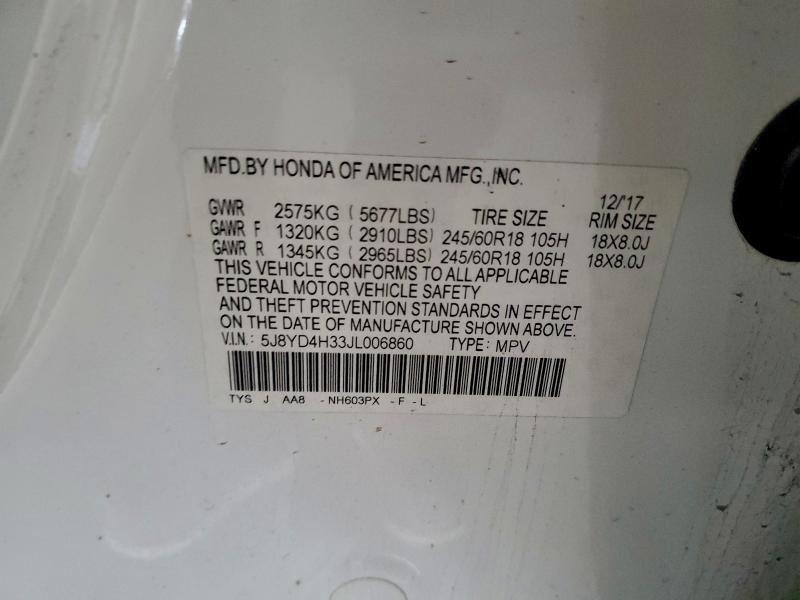 MFD.BY HONDA OF AMERICA MFG.,INC.
12/'17
GVWR 2575KG ( 5677LBS) TIRE SIZE RIM SIZE
GAWR F 1320KG ( 2910LBS) 245/60R18 105H 18X8.0J
GAWR R 1345KG ( 2965LBS) 245/60R18 105H 18X8.0J
THIS VEHICLE CONFORMS TO ALL APPLICABLE
FEDERAL MOTOR VEHICLE SAFETY
AND THEFT PREVENTION STANDARDS IN EFFECT
ON THE DATE OF MANUFACTURE SHOWN ABOVE.
V.I.N.: 5J8YD4H33JL006860 TYPE: MPV
TYS J AA8 -NH603PX -F -L